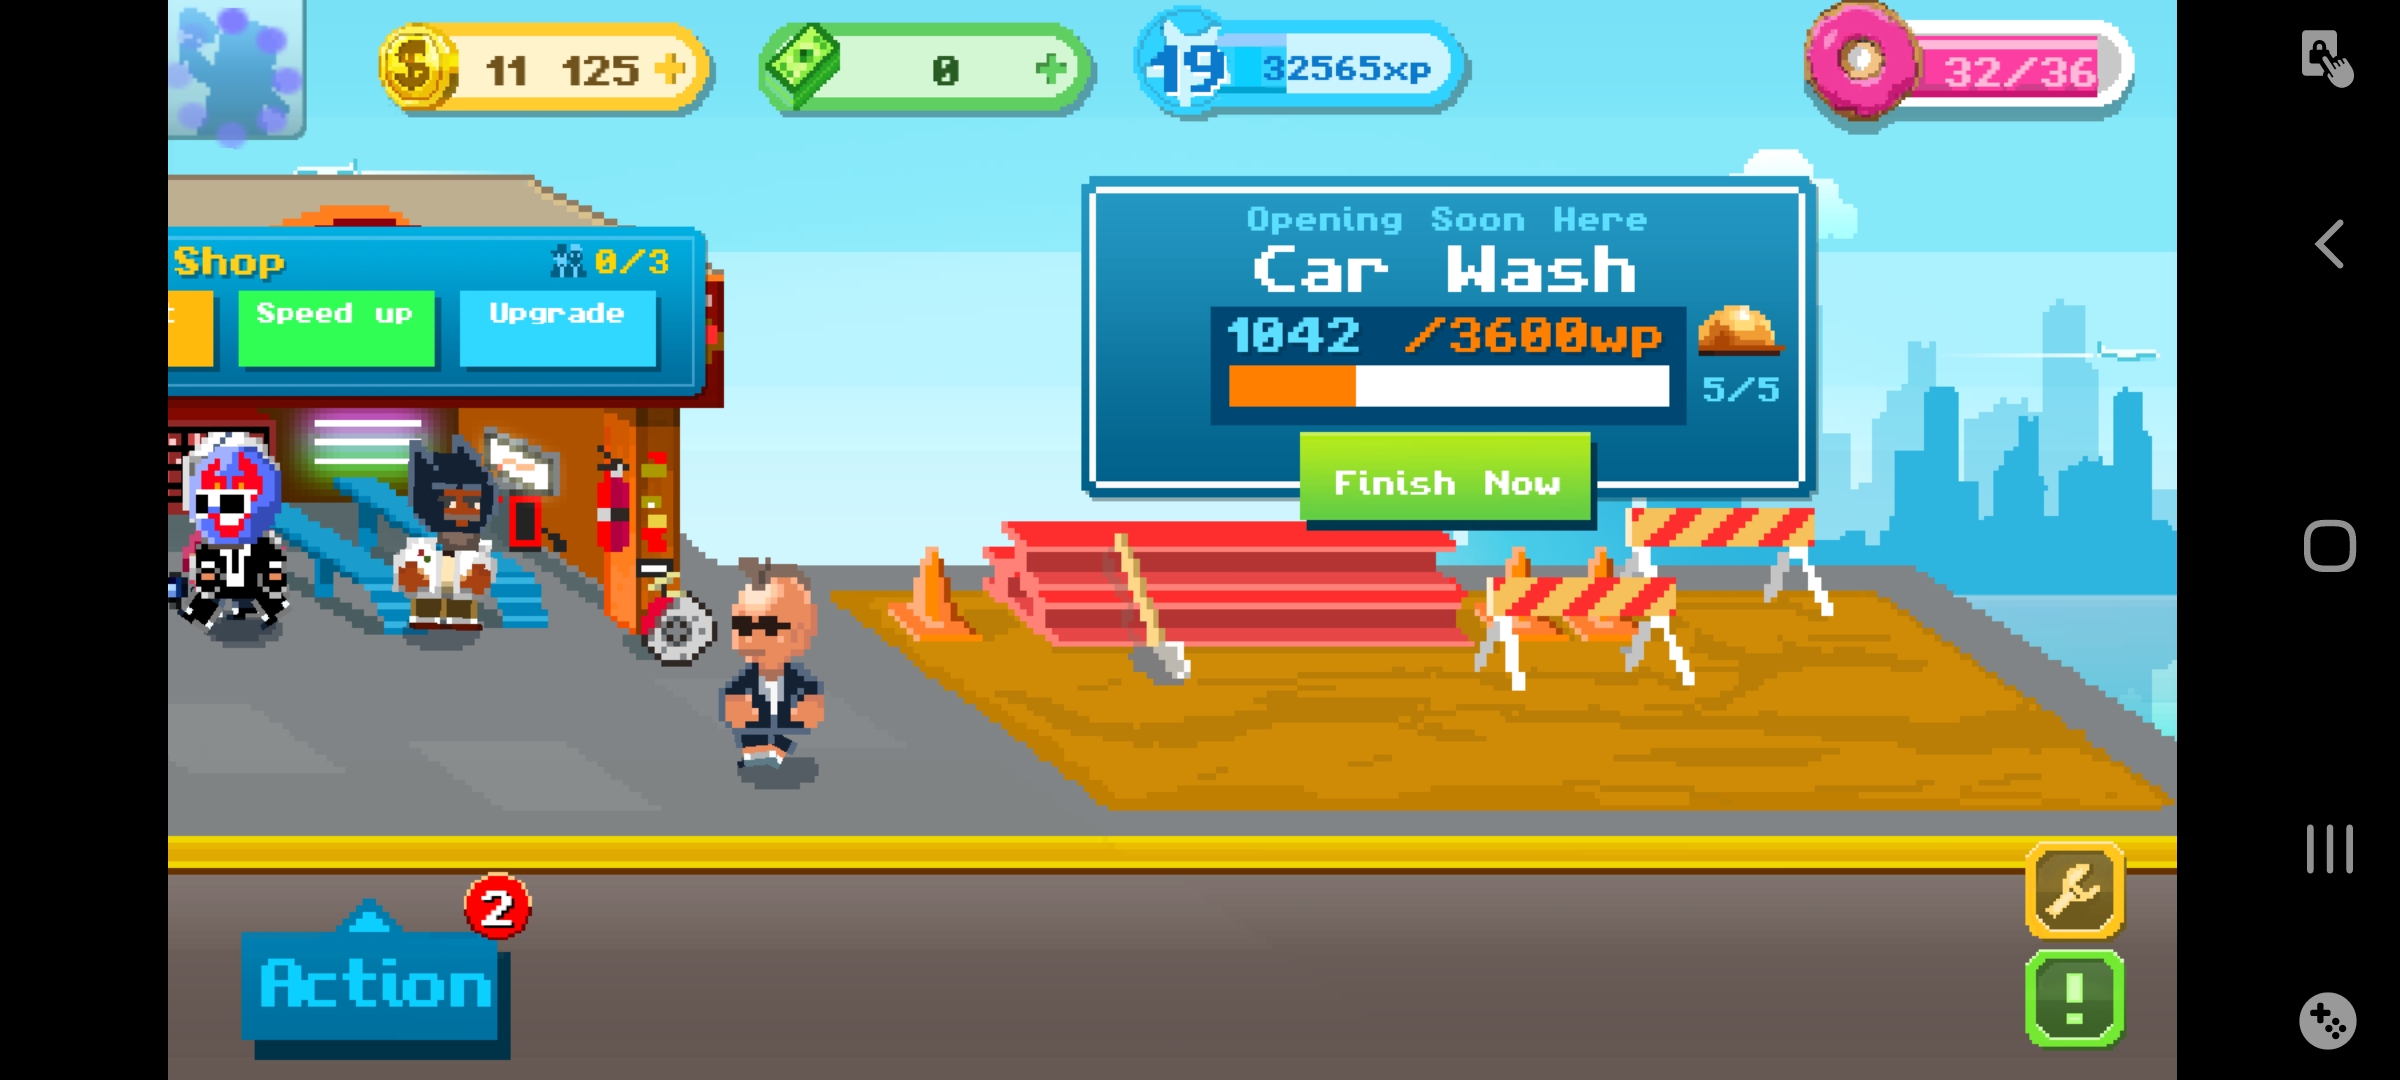 11 125 +
0 +
19 32565xp
32/36
Shop 0/3
Speed up
Upgrade
Opening Soon Here
Car Wash
1042 /3600wp
5/5
Finish Now
2
Action
!